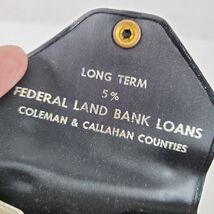 LONG TERM
5%
FEDERAL LAND BANK LOANS
COLEMAN & CALLAHAN COUNTIES